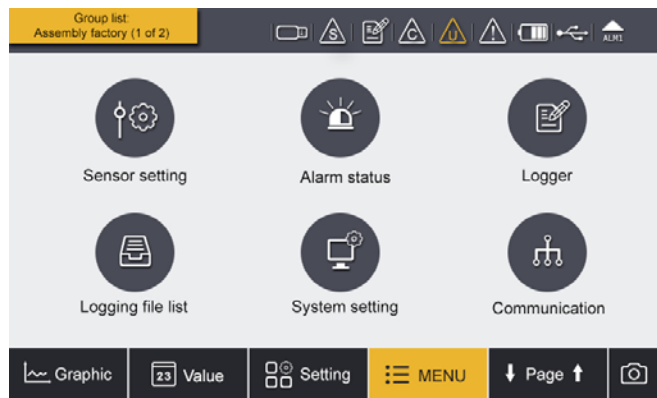 Group list:
Assembly factory (1 of 2)
S
C
U
ALM1
Sensor setting
Alarm status
Logger
Logging file list
System setting
Communication
Graphic
23 Value
Setting
MENU
Page